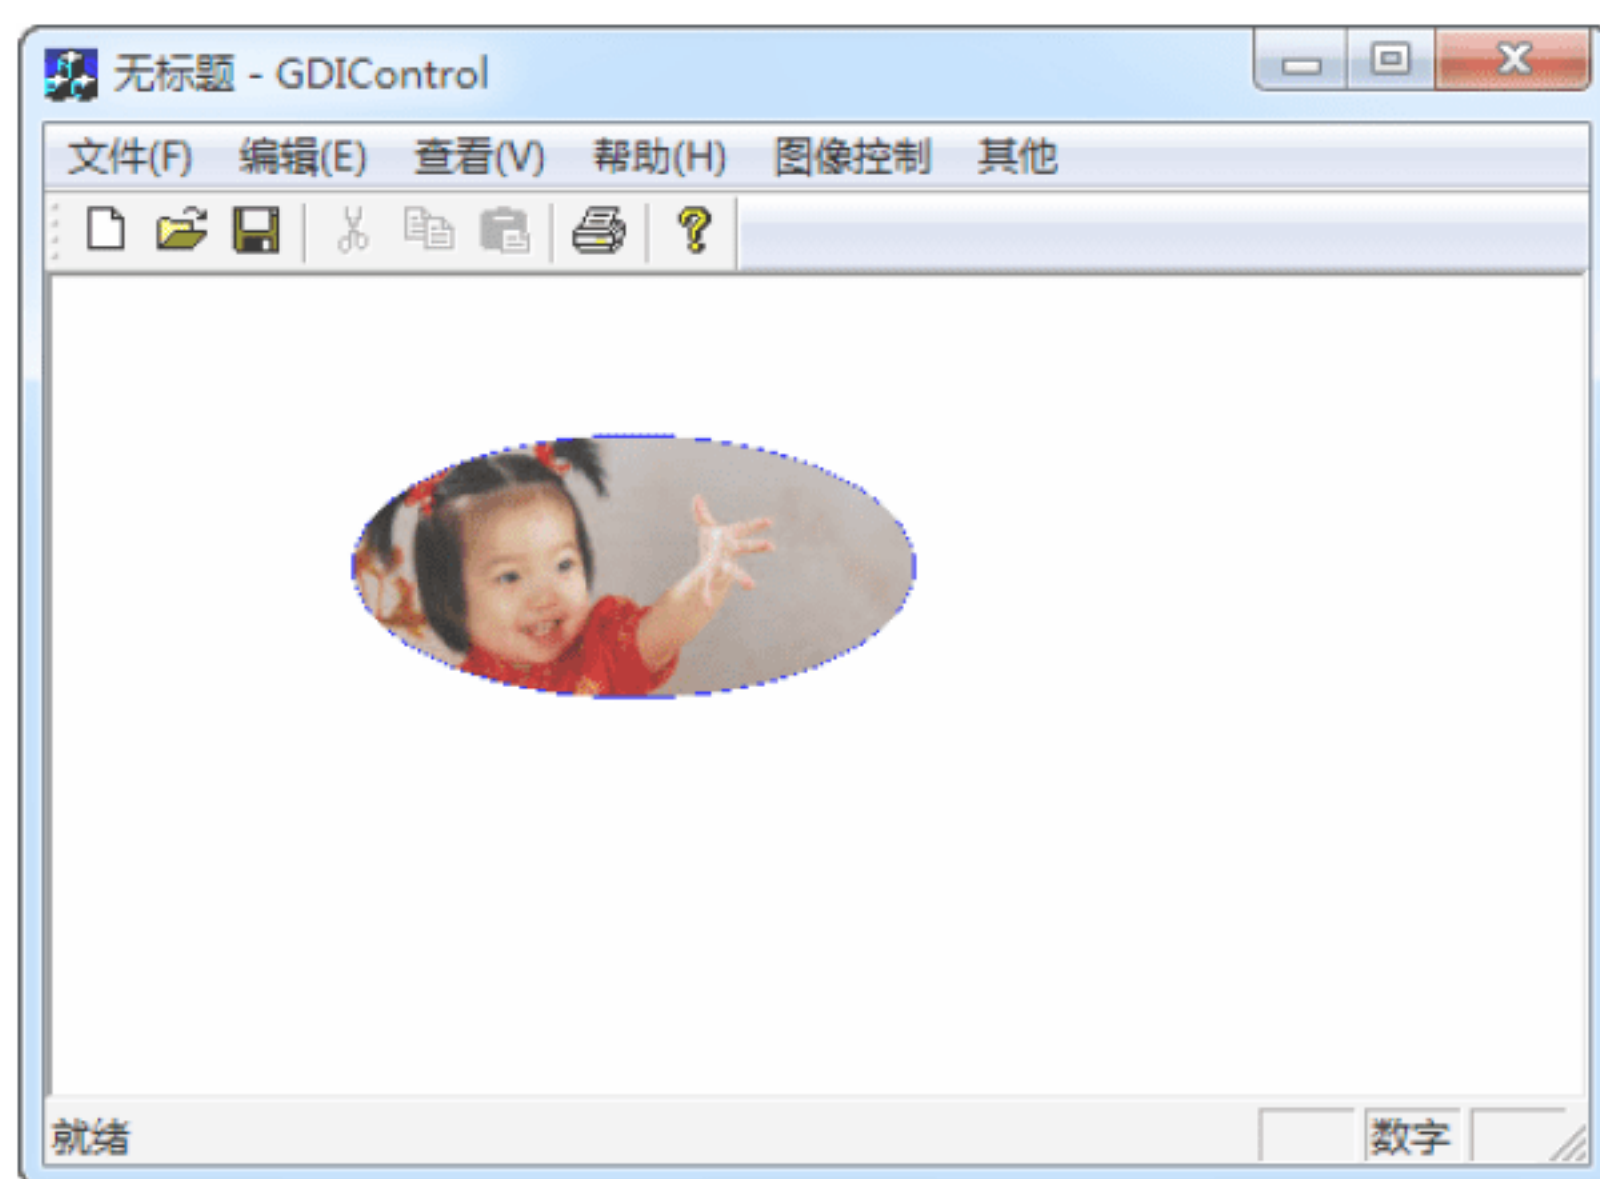 无标题 - GDIControl
文件(F) 编辑(E) 查看(V) 帮助(H) 图像控制 其他
就绪 数字